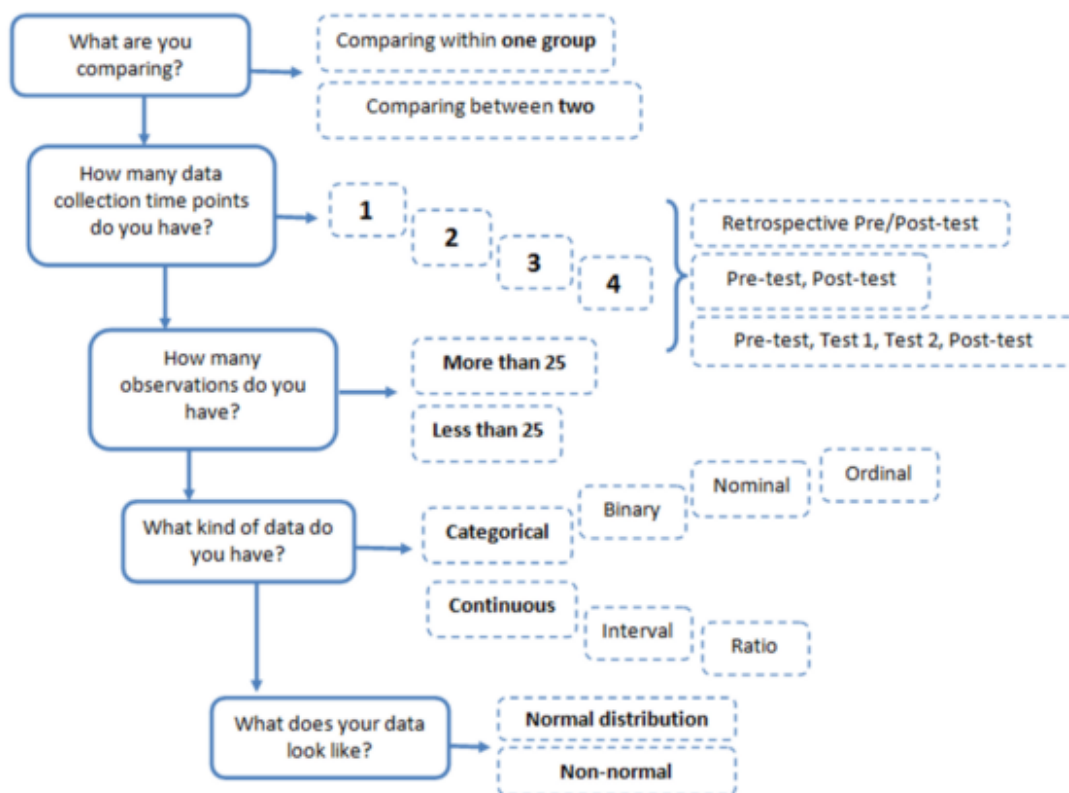 What are you
comparing?
Comparing within one group
Comparing between two
How many data
collection time points
do you have?
1
2
3
4
Retrospective Pre/Post-test
Pre-test, Post-test
Pre-test, Test 1, Test 2, Post-test
How many
observations do you
have?
More than 25
Less than 25
What kind of data do
you have?
Categorical
Binary
Nominal
Ordinal
Continuous
Interval
Ratio
What does your data
look like?
Normal distribution
Non-normal